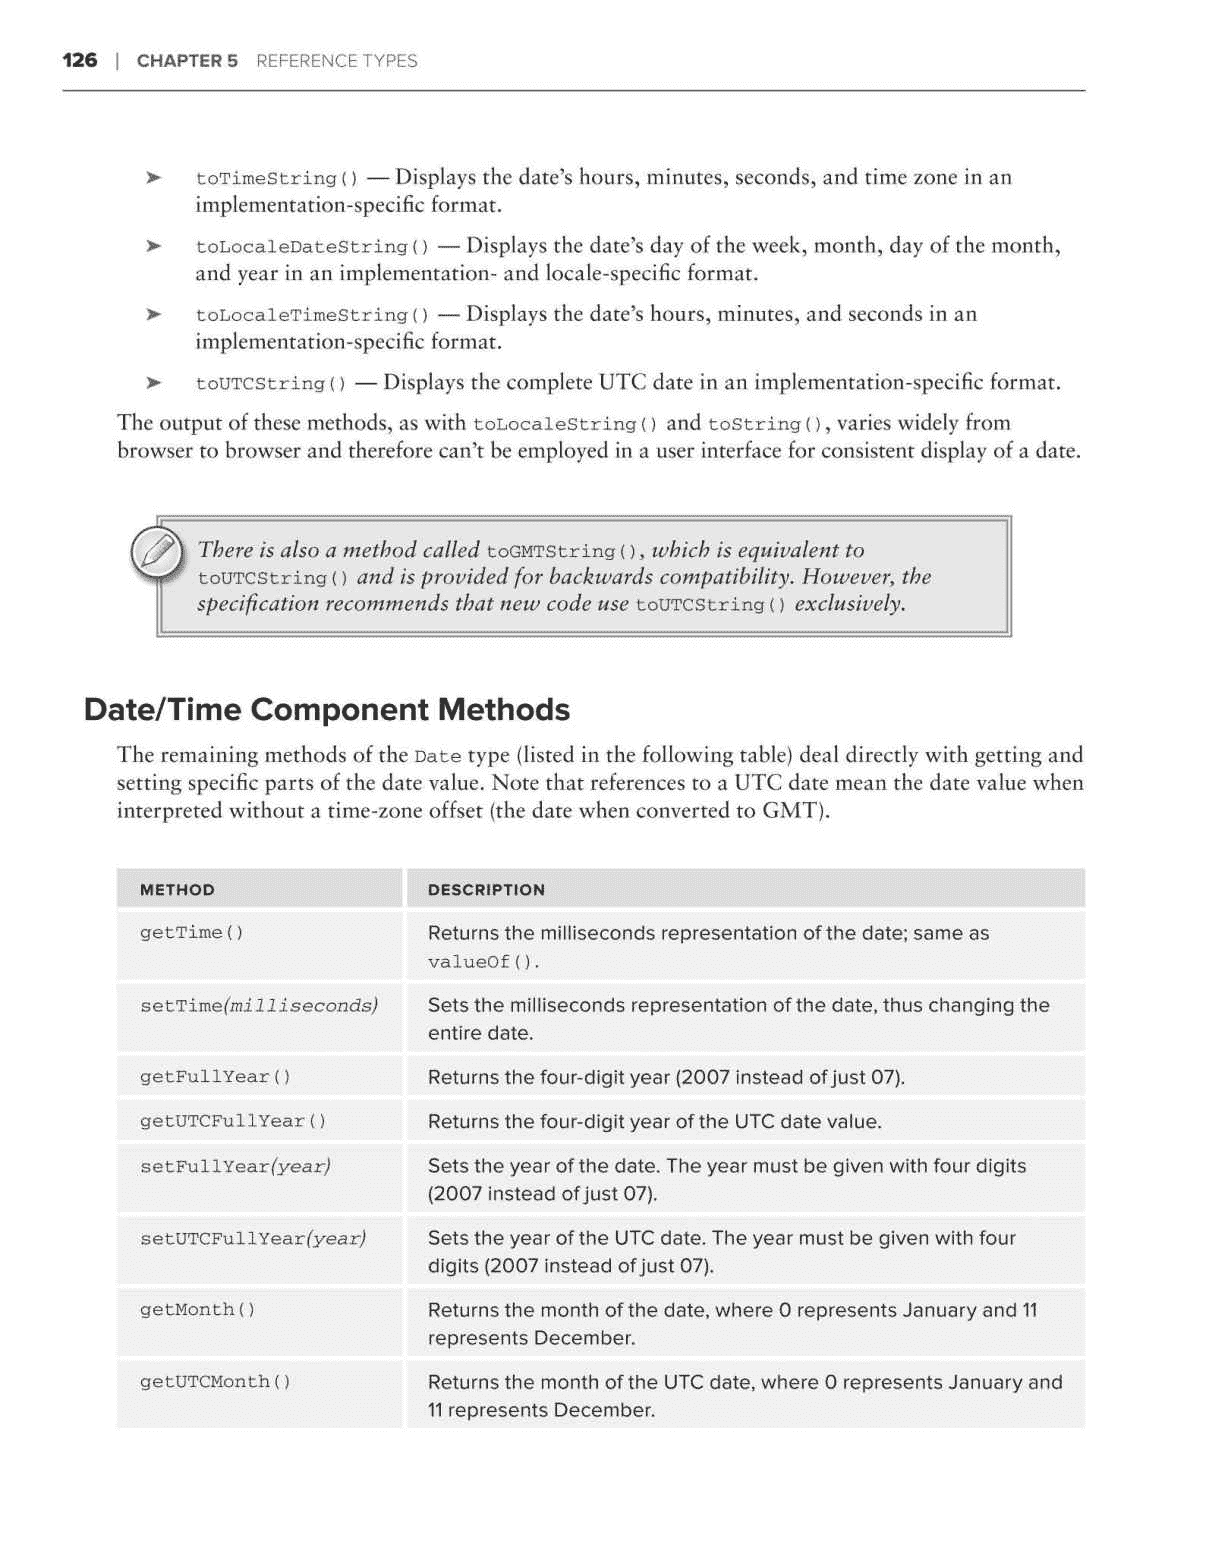 126 | CHAPTER 5 REFERENCE TYPES
➤ toTimeString() — Displays the date’s hours, minutes, seconds, and time zone in an
implementation-specific format.
➤ toLocaleDateString() — Displays the date’s day of the week, month, day of the month,
and year in an implementation- and locale-specific format.
➤ toLocaleTimeString() — Displays the date’s hours, minutes, and seconds in an
implementation-specific format.
➤ toUTCString() — Displays the complete UTC date in an implementation-specific format.
The output of these methods, as with toLocaleString() and toString(), varies widely from
browser to browser and therefore can’t be employed in a user interface for consistent display of a date.
There is also a method called toGMTString(), which is equivalent to
toUTCString() and is provided for backwards compatibility. However, the
specification recommends that new code use toUTCString() exclusively.
Date/Time Component Methods
The remaining methods of the Date type (listed in the following table) deal directly with getting and
setting specific parts of the date value. Note that references to a UTC date mean the date value when
interpreted without a time-zone offset (the date when converted to GMT).
METHOD DESCRIPTION
getTime() Returns the milliseconds representation of the date; same as
valueOf().
setTime(milliseconds) Sets the milliseconds representation of the date, thus changing the
entire date.
getFullYear() Returns the four-digit year (2007 instead of just 07).
getUTCFullYear() Returns the four-digit year of the UTC date value.
setFullYear(year) Sets the year of the date. The year must be given with four digits
(2007 instead of just 07).
setUTCFullYear(year) Sets the year of the UTC date. The year must be given with four
digits (2007 instead of just 07).
getMonth() Returns the month of the date, where 0 represents January and 11
represents December.
getUTCMonth() Returns the month of the UTC date, where 0 represents January and
11 represents December.